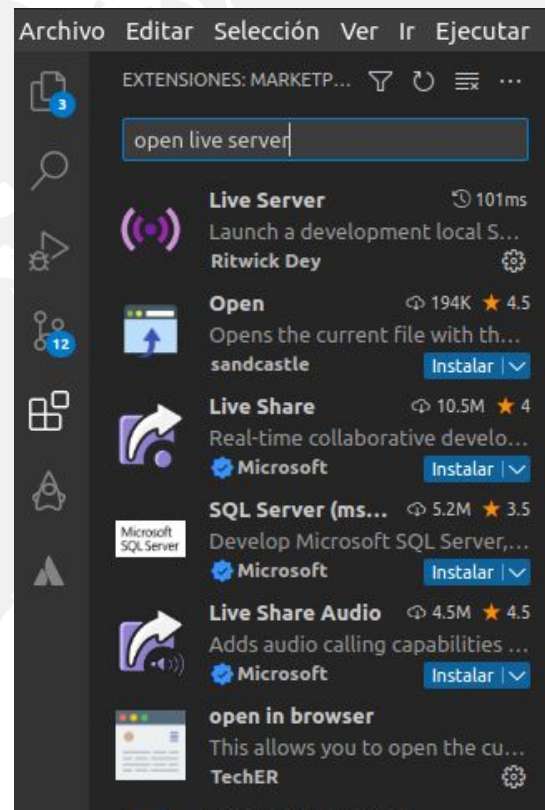 Archivo Editar Selección Ver Ir Ejecutar
EXTENSIONES: MARKETP...
3
open live server
Live Server 101ms
Launch a development local S...
Ritwick Dey
Open 194K ★ 4.5
Opens the current file with th...
sandcastle Instalar
12
Live Share 10.5M ★ 4
Real-time collaborative develo...
Microsoft Instalar
Microsoft
SQL Server
SQL Server (ms... 5.2M ★ 3.5
Develop Microsoft SQL Server,...
Microsoft Instalar
Live Share Audio 4.5M ★ 4.5
Adds audio calling capabilities ...
Microsoft Instalar
open in browser
This allows you to open the cu...
TechER